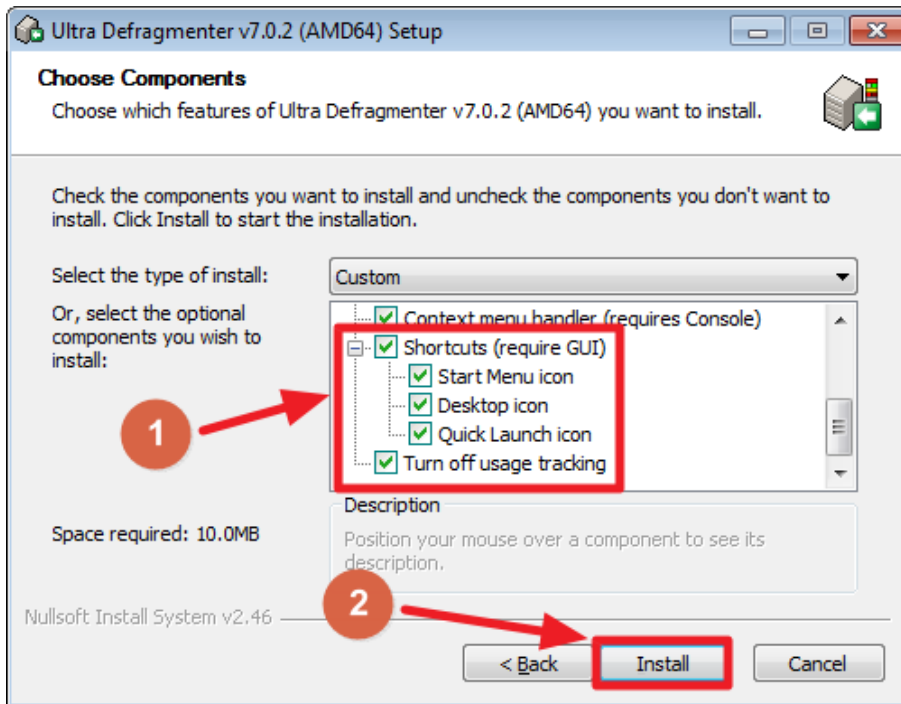 Ultra Defragmenter v7.0.2 (AMD64) Setup
Choose Components
Choose which features of Ultra Defragmenter v7.0.2 (AMD64) you want to install.
Check the components you want to install and uncheck the components you don't want to
install. Click Install to start the installation.
Select the type of install:
Custom
Or, select the optional
components you wish to
install:
Context menu handler (requires Console)
Shortcuts (require GUI)
Start Menu icon
Desktop icon
Quick Launch icon
Turn off usage tracking
1
Space required: 10.0MB
Description
Position your mouse over a component to see its
description.
2
Nullsoft Install System v2.46
< Back
Install
Cancel